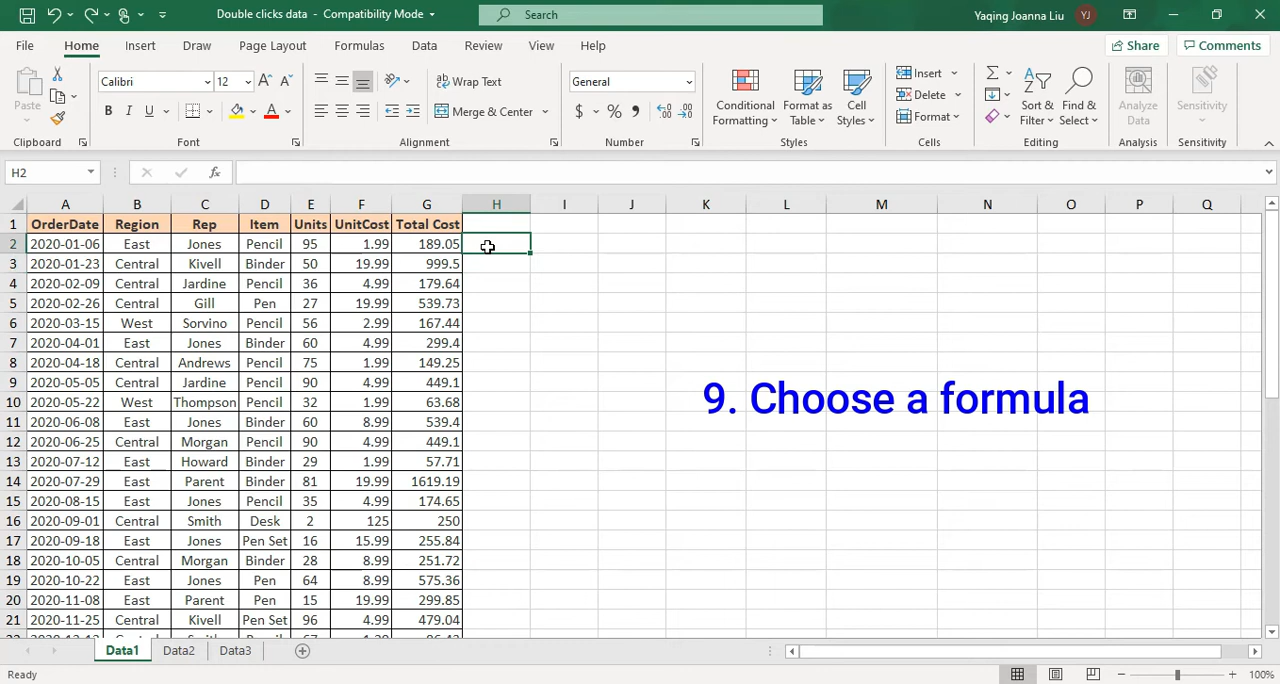 Double clicks data - Compatibility Mode
Search
Yaqing Joanna Liu YJ
File Home Insert Draw Page Layout Formulas Data Review View Help Share Comments
Calibri 12 Wrap Text General Insert
Paste Conditional Formatting Format as Table Cell Styles Delete Sort & Filter Find & Select Analyze Data Sensitivity
B I U A Merge & Center $ % Format
Clipboard Font Alignment Number Styles Cells Editing Analysis Sensitivity
H2 fx
A B C D E F G H I J K L M N O P Q
1 OrderDate Region Rep Item Units UnitCost Total Cost
2 2020-01-06 East Jones Pencil 95 1.99 189.05
3 2020-01-23 Central Kivell Binder 50 19.99 999.5
4 2020-02-09 Central Jardine Pencil 36 4.99 179.64
5 2020-02-26 Central Gill Pen 27 19.99 539.73
6 2020-03-15 West Sorvino Pencil 56 2.99 167.44
7 2020-04-01 East Jones Binder 60 4.99 299.4
8 2020-04-18 Central Andrews Pencil 75 1.99 149.25
9 2020-05-05 Central Jardine Pencil 90 4.99 449.1
10 2020-05-22 West Thompson Pencil 32 1.99 63.68
11 2020-06-08 East Jones Binder 60 8.99 539.4
12 2020-06-25 Central Morgan Pencil 90 4.99 449.1
13 2020-07-12 East Howard Binder 29 1.99 57.71
14 2020-07-29 East Parent Binder 81 19.99 1619.19
15 2020-08-15 East Jones Pencil 35 4.99 174.65
16 2020-09-01 Central Smith Desk 2 125 250
17 2020-09-18 East Jones Pen Set 16 15.99 255.84
18 2020-10-05 Central Morgan Binder 28 8.99 251.72
19 2020-10-22 East Jones Pen 64 8.99 575.36
20 2020-11-08 East Parent Pen 15 19.99 299.85
21 2020-11-25 Central Kivell Pen Set 96 4.99 479.04
9. Choose a formula
Data1 Data2 Data3
Ready 100%